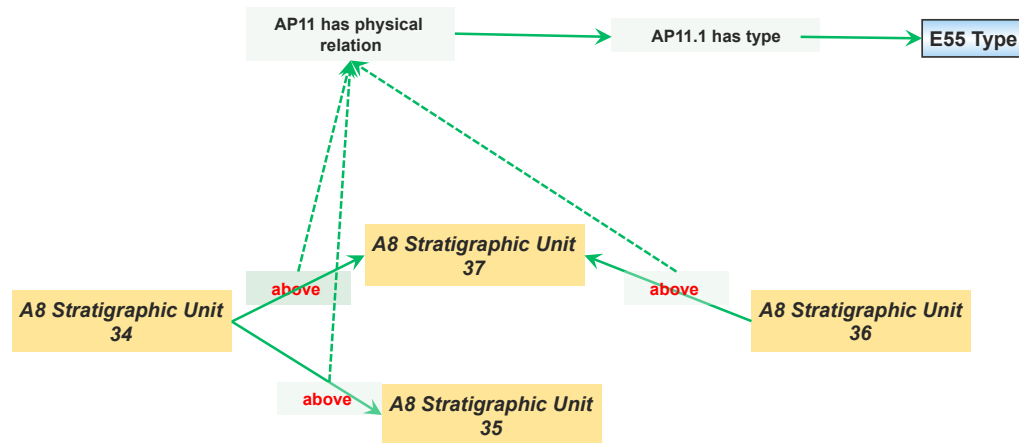 AP11 has physical
relation
AP11.1 has type
E55 Type
A8 Stratigraphic Unit
37
above
above
A8 Stratigraphic Unit
34
A8 Stratigraphic Unit
36
above
A8 Stratigraphic Unit
35